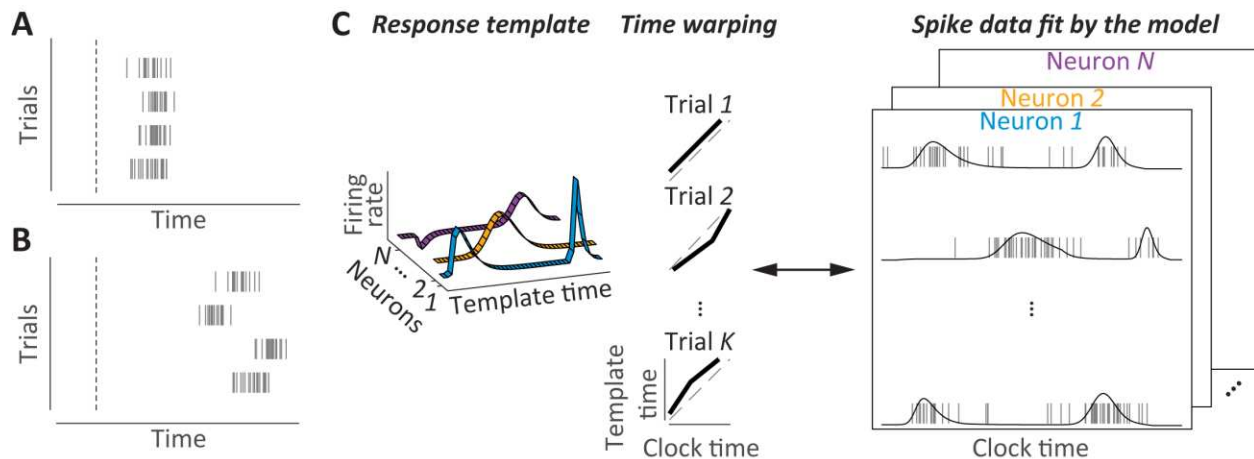 A
Trials
Time
B
Trials
Time
C
Response template
Time warping
Spike data fit by the model
Firing
rate
N ... 2 1
Neurons
Template time
Trial 1
Trial 2
...
Trial K
Template
time
Clock time
Neuron N
Neuron 2
Neuron 1
...
Clock time
...